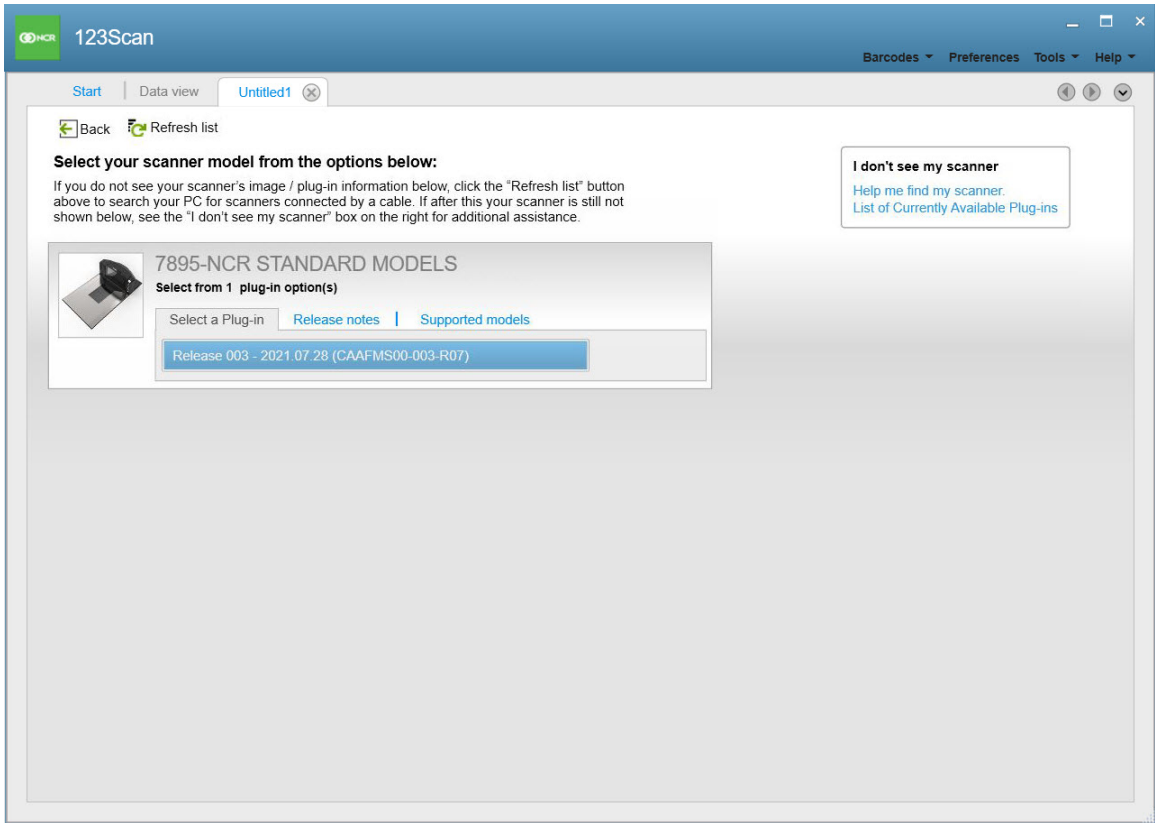 NCR 123Scan
Barcodes Preferences Tools Help
Start Data view Untitled1
Back Refresh list
Select your scanner model from the options below:
If you do not see your scanner's image / plug-in information below, click the “Refresh list” button
above to search your PC for scanners connected by a cable. If after this your scanner is still not
shown below, see the “I don't see my scanner” box on the right for additional assistance.
I don't see my scanner
Help me find my scanner.
List of Currently Available Plug-ins
7895-NCR STANDARD MODELS
Select from 1 plug-in option(s)
Select a Plug-in Release notes Supported models
Release 003 - 2021.07.28 (CAAFMS00-003-R07)